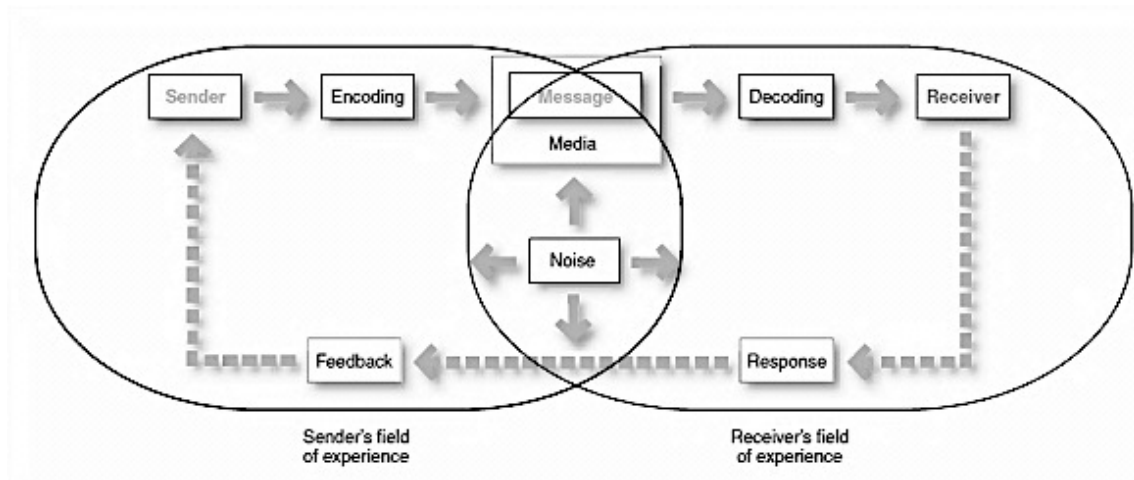 Sender
Encoding
Message
Decoding
Receiver
Media
Noise
Feedback
Response
Sender's field
of experience
Receiver's field
of experience